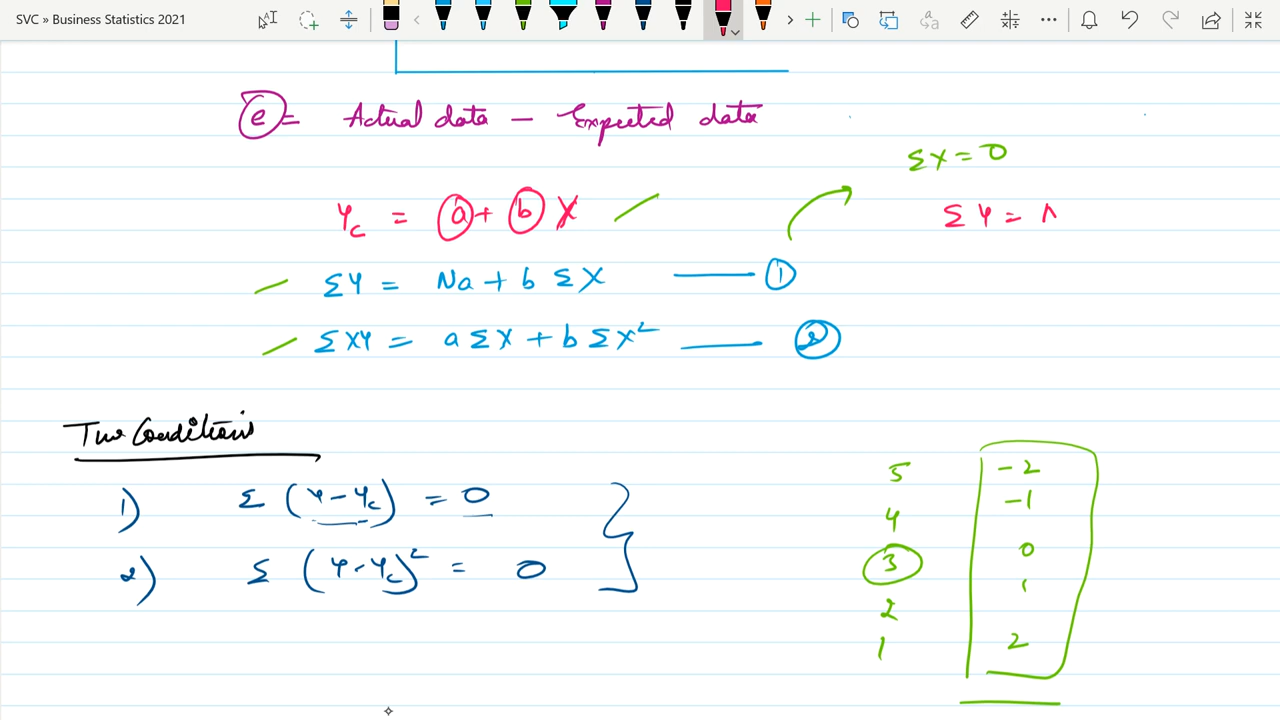 SVC » Business Statistics 2021
e = Actual data - Expected data
ΣX = 0
Yc = a + b X
ΣY = N
ΣY = Na + b ΣX —— 1
ΣXY = a ΣX + b ΣX² —— 2
Two Conditions
1) Σ (Y - Yc) = 0
2) Σ (Y - Yc)² = 0
5 -2
4 -1
3 0
2 1
1 2